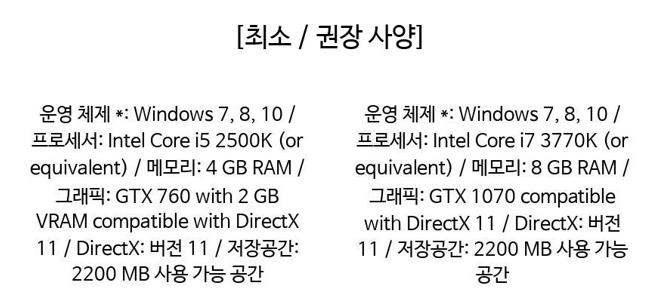 [최소 / 권장 사양]
운영 체제 *: Windows 7, 8, 10 /
프로세서: Intel Core i5 2500K (or
equivalent) / 메모리: 4 GB RAM /
그래픽: GTX 760 with 2 GB
VRAM compatible with DirectX
11 / DirectX: 버전 11 / 저장공간:
2200 MB 사용 가능 공간
운영 체제 *: Windows 7, 8, 10 /
프로세서: Intel Core i7 3770K (or
equivalent) / 메모리: 8 GB RAM /
그래픽: GTX 1070 compatible
with DirectX 11 / DirectX: 버전
11 / 저장공간: 2200 MB 사용 가능
공간